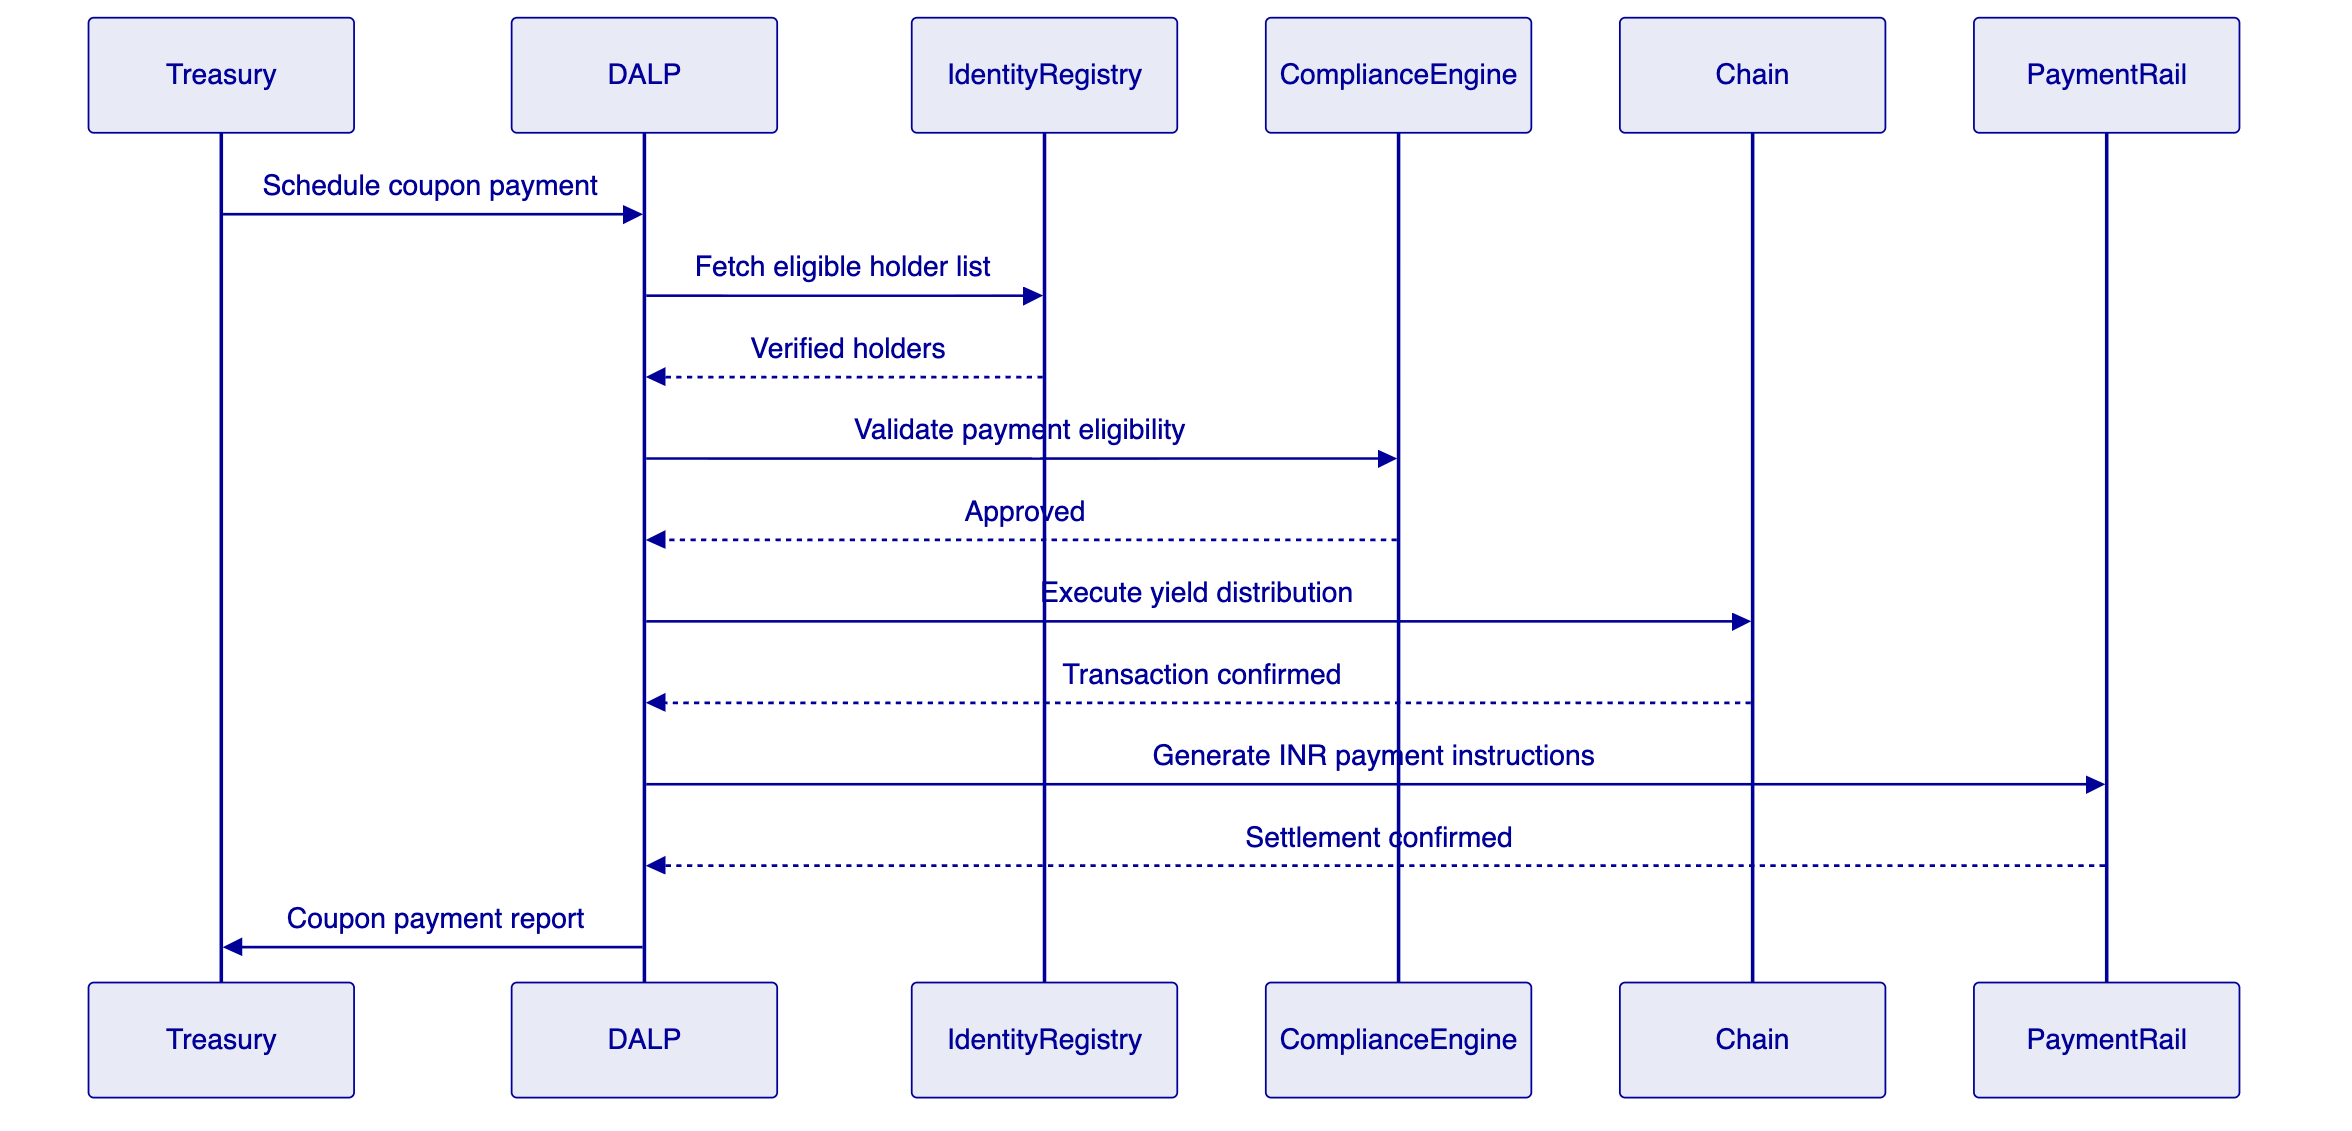 Treasury
DALP
IdentityRegistry
ComplianceEngine
Chain
PaymentRail
Schedule coupon payment
Fetch eligible holder list
Verified holders
Validate payment eligibility
Approved
Execute yield distribution
Transaction confirmed
Generate INR payment instructions
Settlement confirmed
Coupon payment report
Treasury
DALP
IdentityRegistry
ComplianceEngine
Chain
PaymentRail